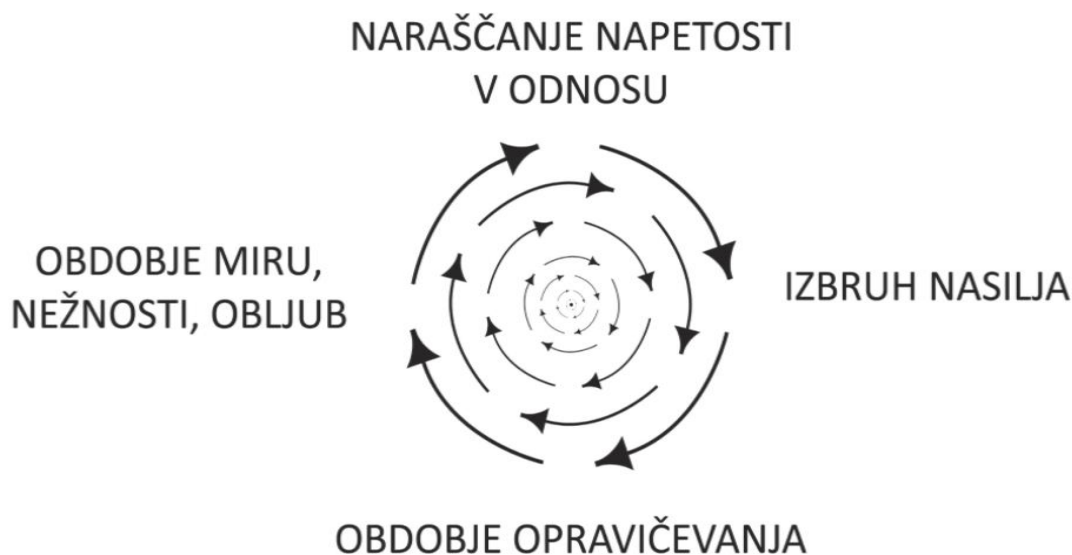 NARAŠČANJE NAPETOSTI
V ODNOSU
OBDOBJE MIRU,
NEŽNOSTI, OBLJUB
IZBRUH NASILJA
OBDOBJE OPRAVIČEVANJA